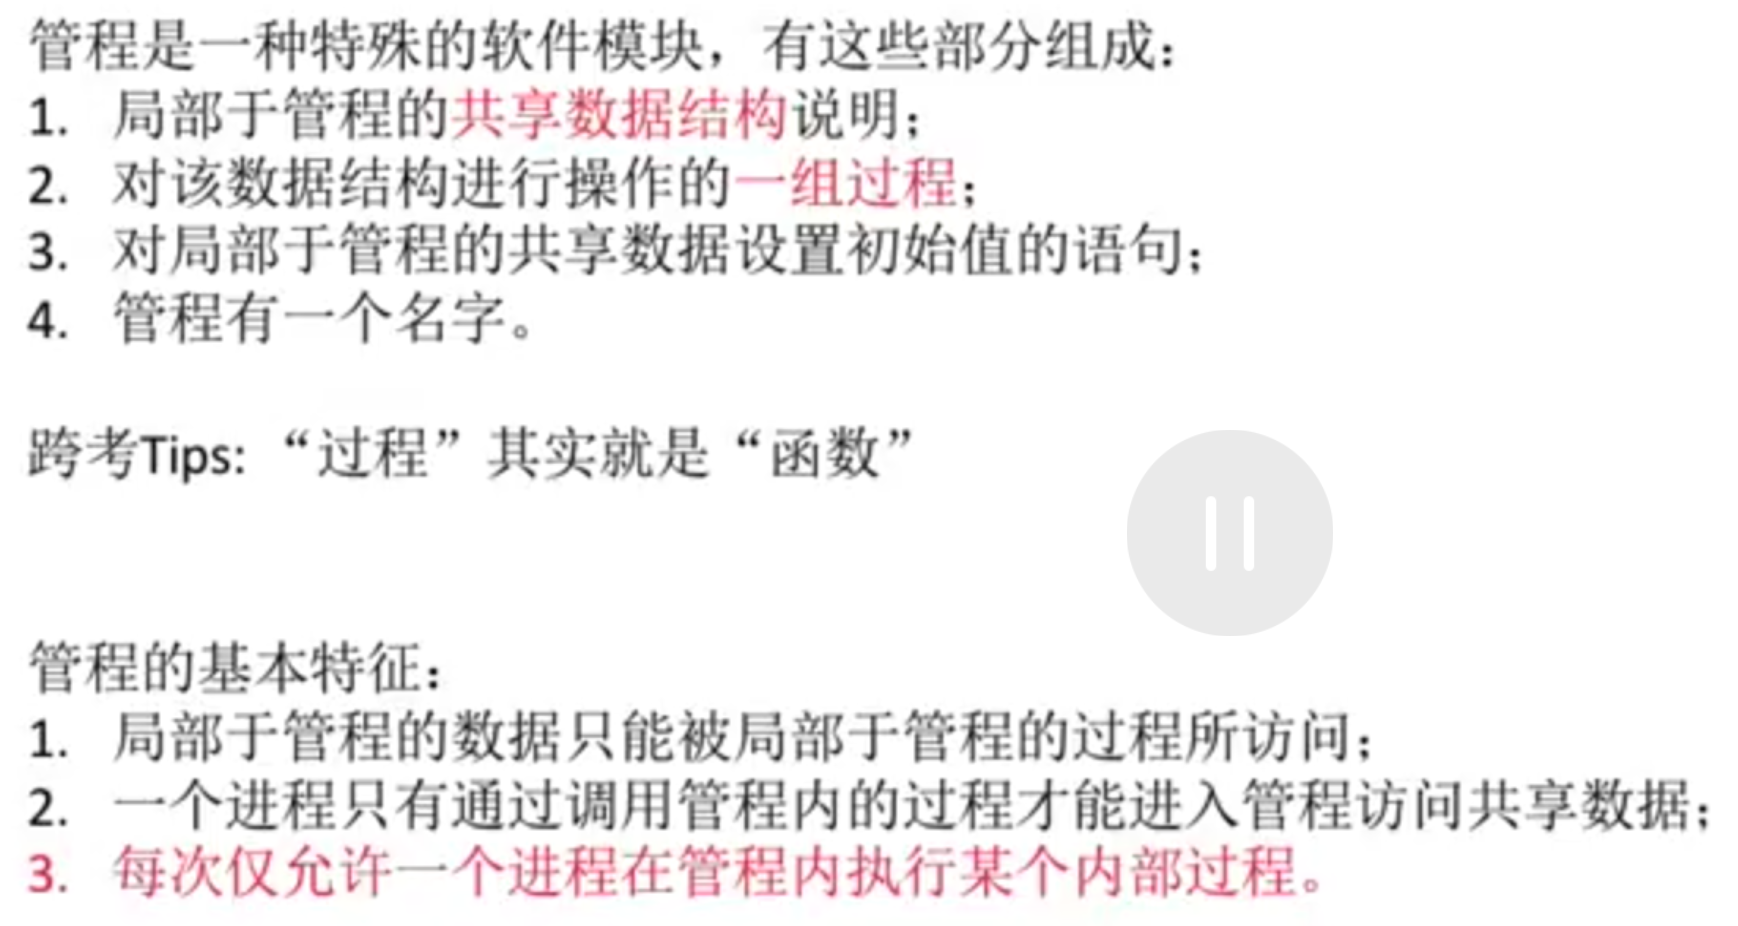 管程是一种特殊的软件模块，有这些部分组成：
1. 局部于管程的共享数据结构说明；
2. 对该数据结构进行操作的一组过程；
3. 对局部于管程的共享数据设置初始值的语句；
4. 管程有一个名字。
跨考Tips: “过程”其实就是“函数”
管程的基本特征：
1. 局部于管程的数据只能被局部于管程的过程所访问；
2. 一个进程只有通过调用管程内的过程才能进入管程访问共享数据；
3. 每次仅允许一个进程在管程内执行某个内部过程。